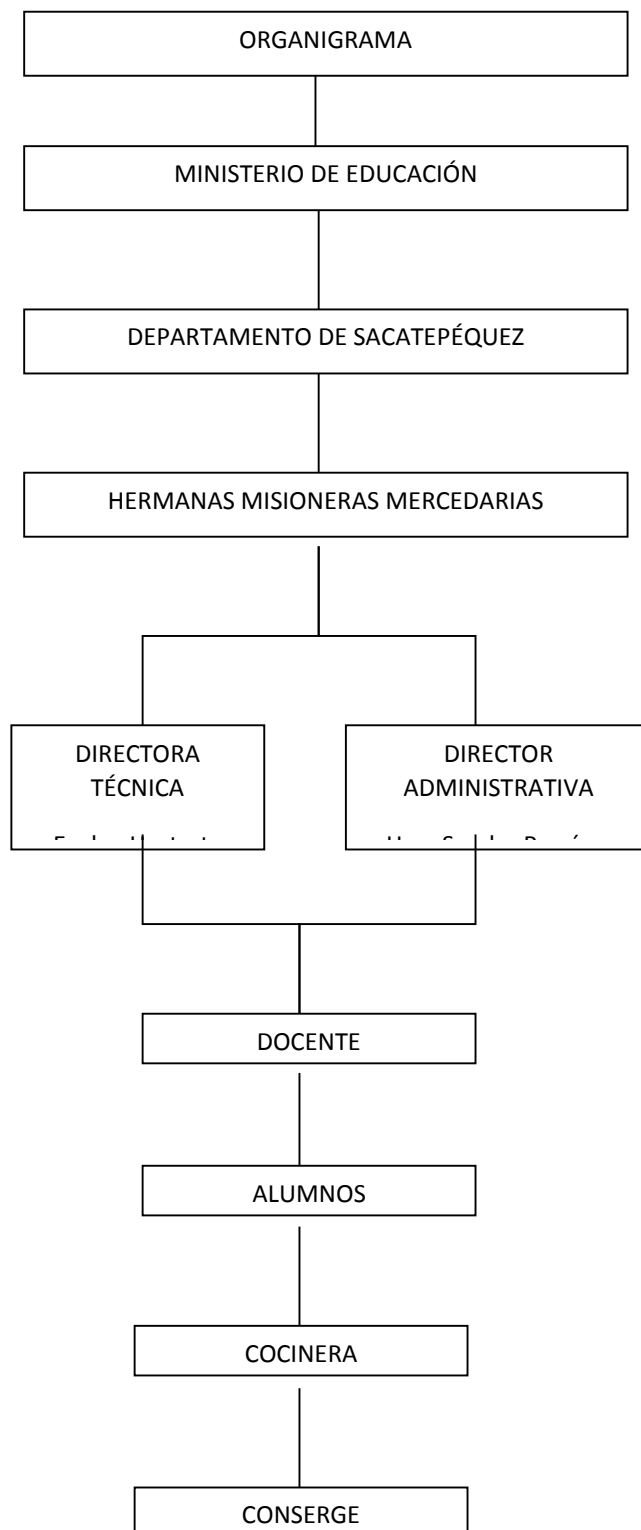 ORGANIGRAMA
MINISTERIO DE EDUCACIÓN
DEPARTAMENTO DE SACATEPÉQUEZ
HERMANAS MISIONERAS MERCEDARIAS
DIRECTORA
TÉCNICA
DIRECTOR
ADMINISTRATIVA
DOCENTE
ALUMNOS
COCINERA
CONSERGE